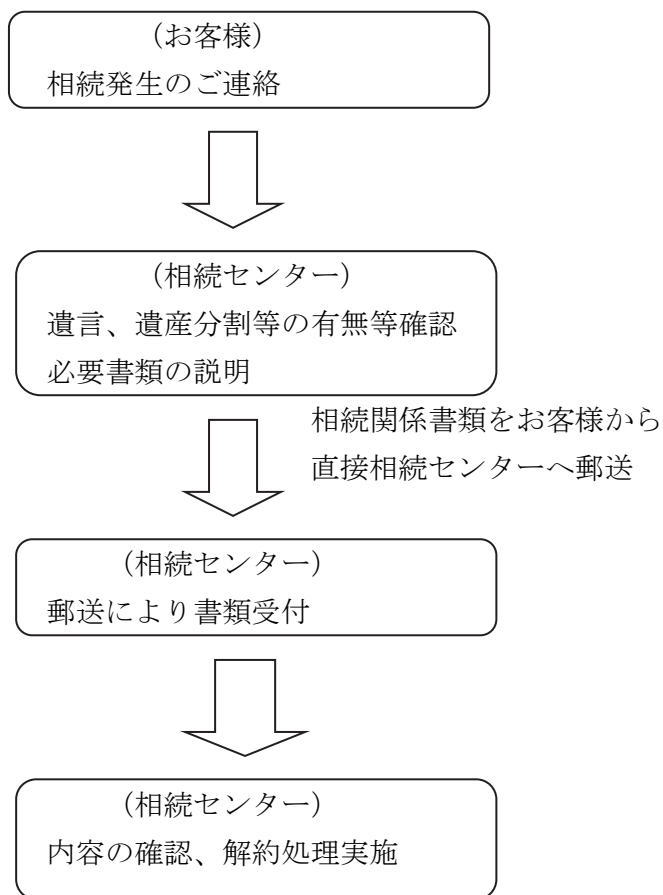 （お客様）
相続発生のご連絡
（相続センター）
遺言、遺産分割等の有無等確認
必要書類の説明
相続関係書類をお客様から
直接相続センターへ郵送
（相続センター）
郵送により書類受付
（相続センター）
内容の確認、解約処理実施